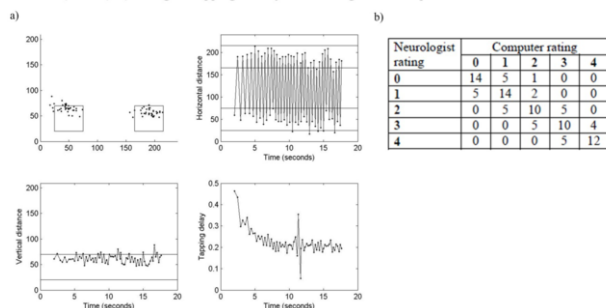 a)
b)
200
150
100
50
0
0 50 100 150 200
Horizontal distance
200
150
100
50
0
0 5 10 15 20
Time (seconds)
Neurologist rating Computer rating
0 1 2 3 4
0 14 5 1 0 0
1 5 14 2 0 0
2 0 5 10 5 0
3 0 0 5 10 4
4 0 0 0 5 12
Vertical distance
200
150
100
50
0
0 5 10 15 20
Time (seconds)
Tapping delay
0.5
0.4
0.3
0.2
0.1
0
0 5 10 15 20
Time (seconds)